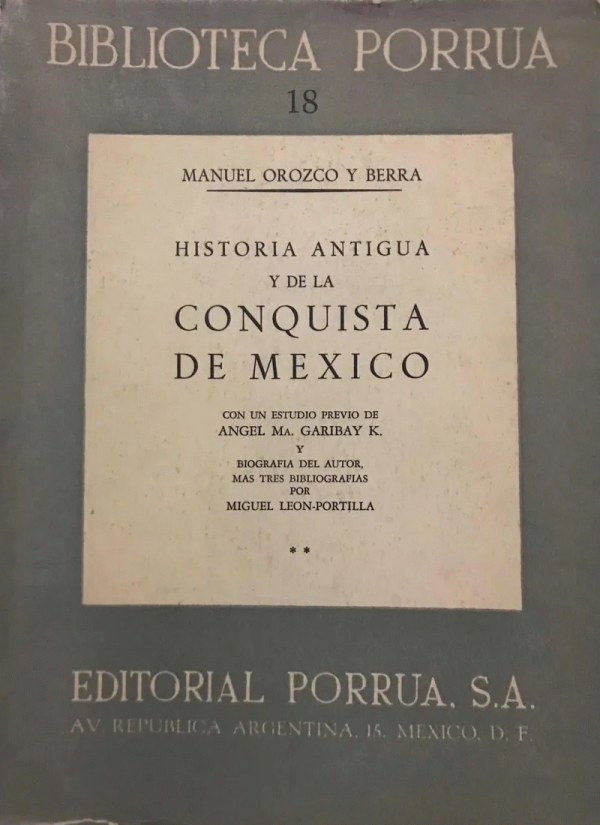 BIBLIOTECA PORRUA
18
MANUEL OROZCO Y BERRA
HISTORIA ANTIGUA
Y DE LA
CONQUISTA
DE MEXICO
CON UN ESTUDIO PREVIO DE
ANGEL MA. GARIBAY K.
Y
BIOGRAFIA DEL AUTOR,
MAS TRES BIBLIOGRAFIAS
POR
MIGUEL LEON-PORTILLA
* *
EDITORIAL PORRUA, S.A.
AV. REPUBLICA ARGENTINA, 15, MEXICO, D. F.